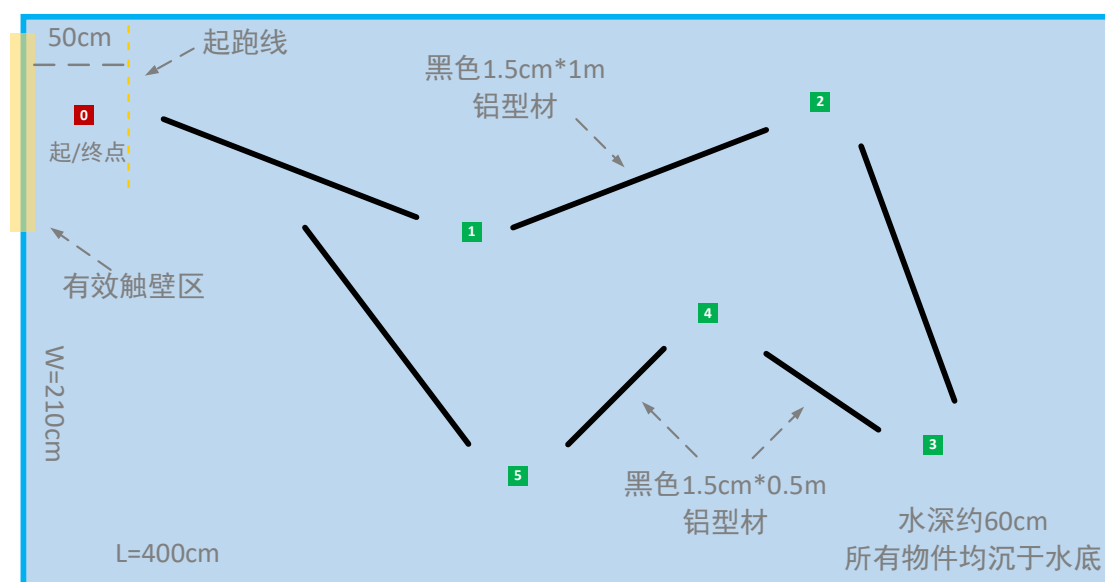 50cm
起跑线
黑色1.5cm*1m
铝型材
2
0
起/终点
1
有效触壁区
4
W=210cm
3
5
黑色1.5cm*0.5m
铝型材
水深约60cm
L=400cm
所有物件均沉于水底